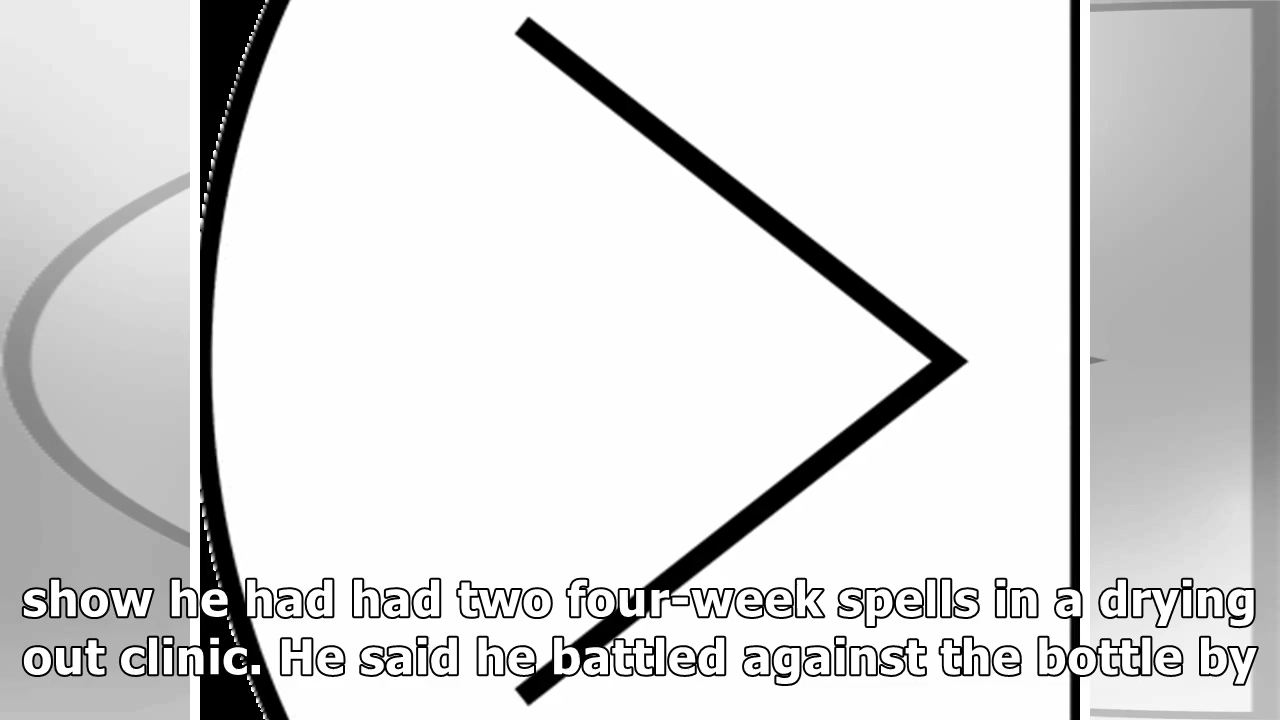 show he had had two four-week spells in a drying
out clinic. He said he battled against the bottle by